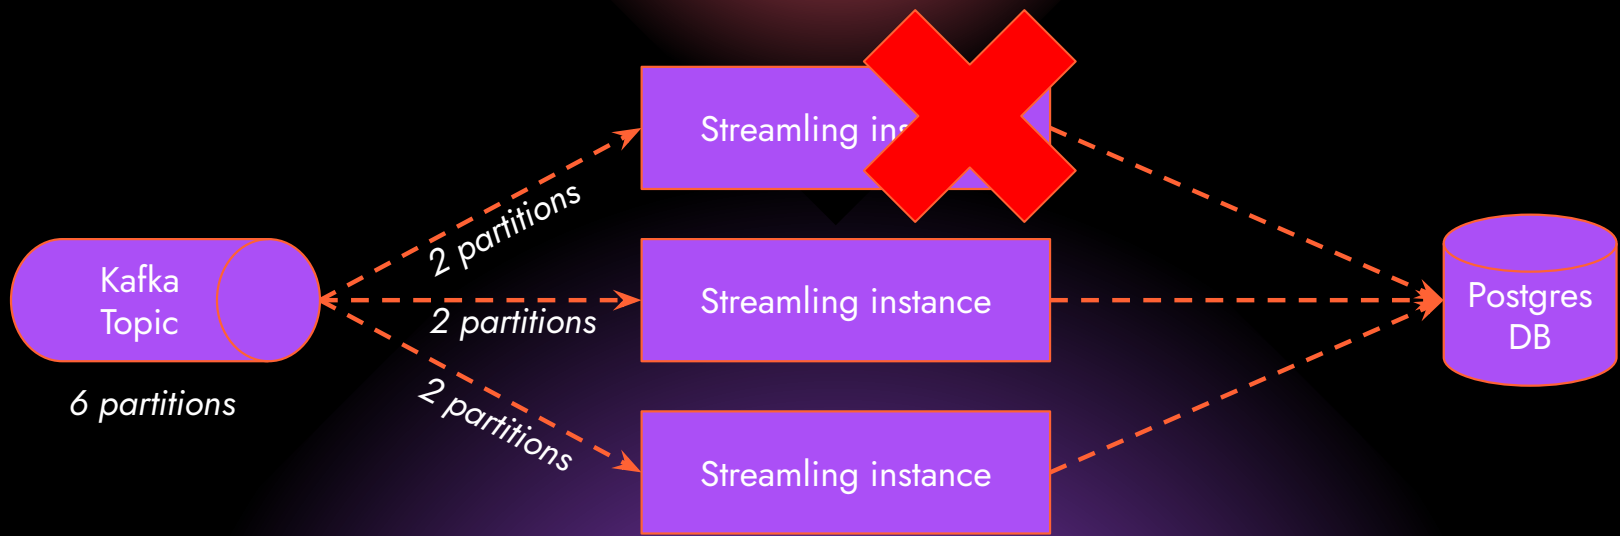 Streamling ins
2 partitions
Kafka
Topic
2 partitions
Streamling instance
Postgres
DB
6 partitions
2 partitions
Streamling instance